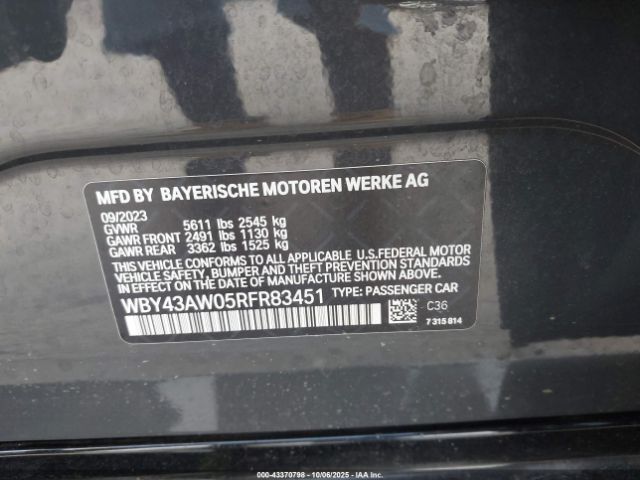 MFD BY BAYERISCHE MOTOREN WERKE AG
09/2023
GVWR 5611 lbs 2545 kg
GAWR FRONT 2491 lbs 1130 kg
GAWR REAR 3362 lbs 1525 kg
THIS VEHICLE CONFORMS TO ALL APPLICABLE U.S.FEDERAL MOTOR
VEHICLE SAFETY, BUMPER, AND THEFT PREVENTION STANDARDS
IN EFFECT ON THE DATE OF MANUFACTURE SHOWN ABOVE.
WBY43AW05RFR83451 TYPE: PASSENGER CAR
C36
7 315 814
000-43370798 - 10/06/2025 - IAA Inc.